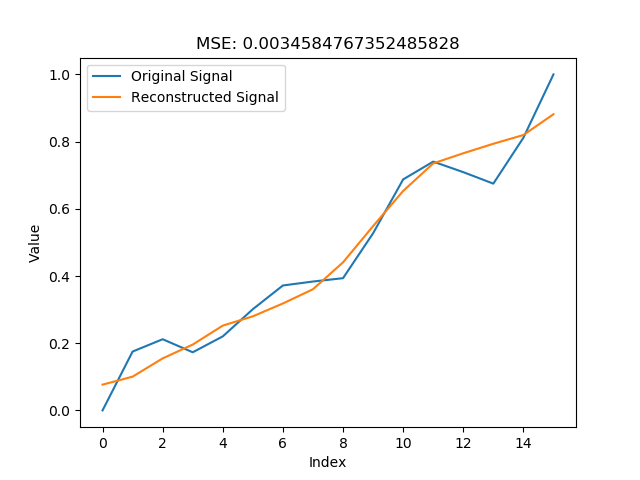 MSE: 0.0034584767352485828
Original Signal
Reconstructed Signal
1.0
0.8
0.6
0.4
0.2
0.0
Value
0 2 4 6 8 10 12 14
Index